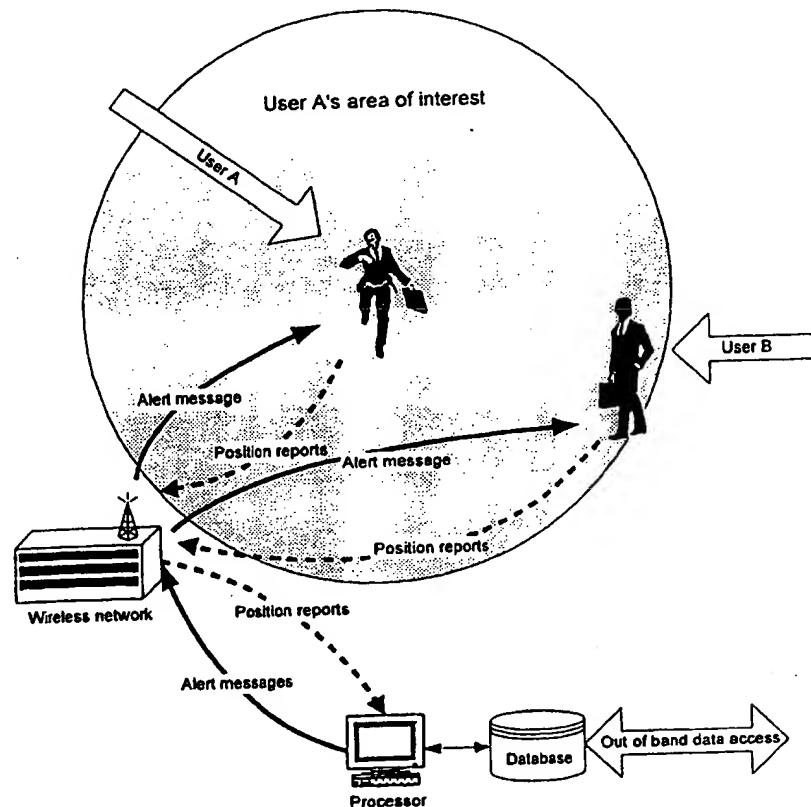 User A's area of interest
User A
User B
Alert message
Position reports
Alert message
Position reports
Wireless network
Position reports
Alert messages
Out of band data access
Database
Processor